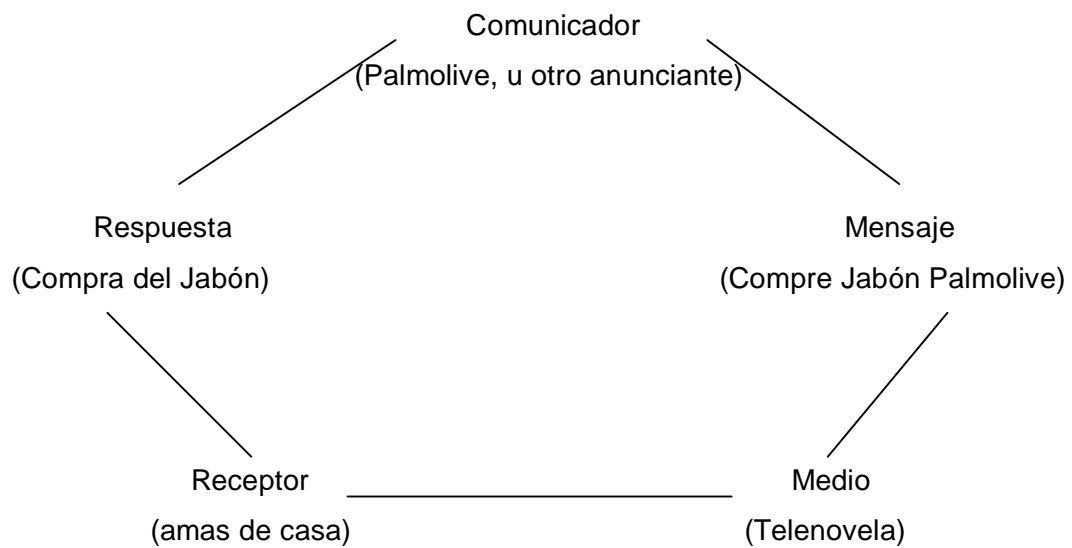 Comunicador
(Palmolive, u otro anunciante)
Respuesta
(Compra del Jabón)
Mensaje
(Compre Jabón Palmolive)
Receptor
(amas de casa)
Medio
(Telenovela)